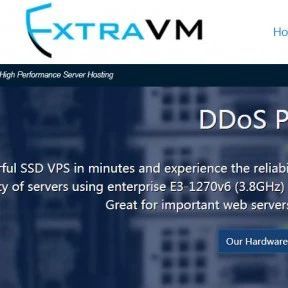 EXTRAVM
Ho
High Performance Server Hosting
DDoS P
rful SSD VPS in minutes and experience the reliabi
ty of servers using enterprise E3-1270v6 (3.8GHz)
Great for important web servers
Our Hardware